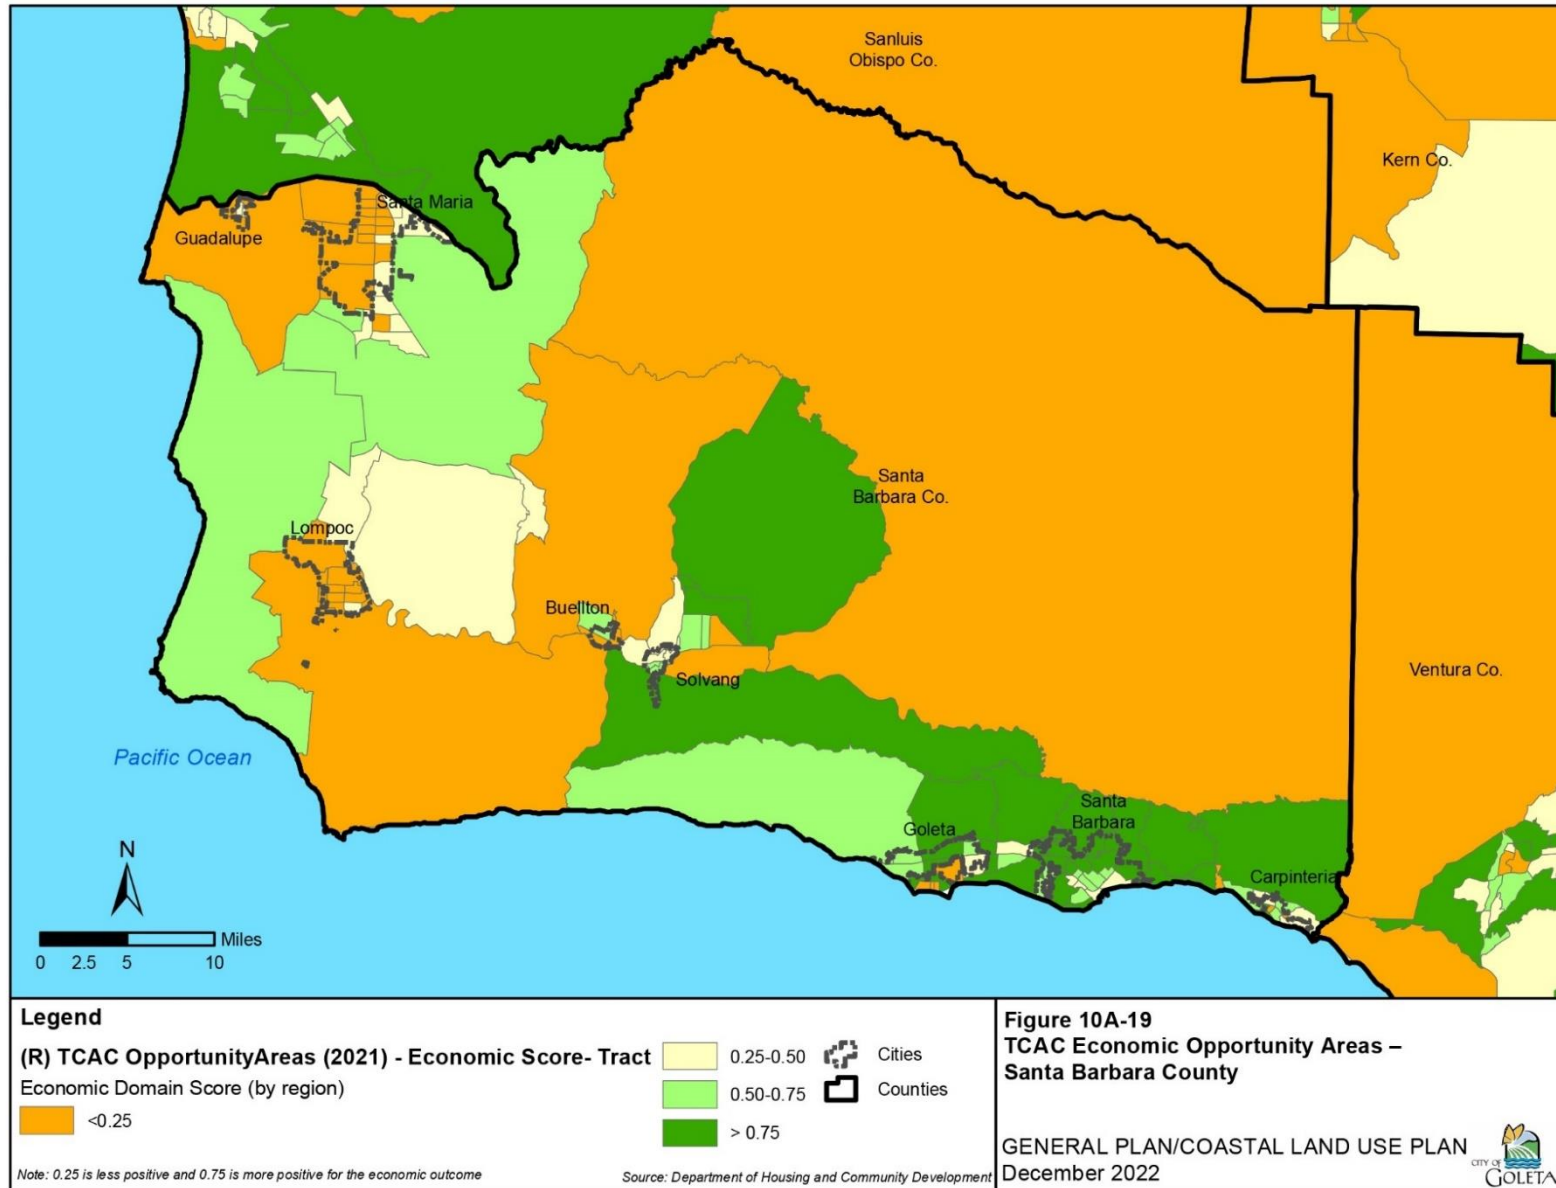 Sanluis
Obispo Co.
Kern Co.
Santa Maria
Guadalupe
Santa
Barbara Co.
Lompoc
Buellton
Solvang
Ventura Co.
Pacific Ocean
Santa
Barbara
Goleta
Carpinteria
N
Miles
0 2.5 5 10
Legend
(R) TCAC OpportunityAreas (2021) - Economic Score- Tract
Economic Domain Score (by region)
<0.25
0.25-0.50
0.50-0.75
> 0.75
Cities
Counties
Note: 0.25 is less positive and 0.75 is more positive for the economic outcome
Source: Department of Housing and Community Development
Figure 10A-19
TCAC Economic Opportunity Areas –
Santa Barbara County
GENERAL PLAN/COASTAL LAND USE PLAN
December 2022
CITY OF
GOLETA